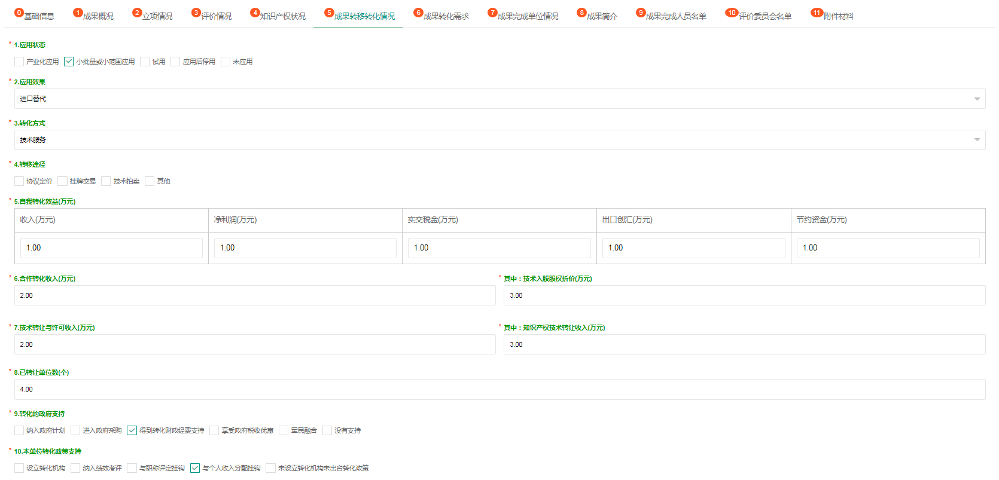 0 基础信息 1 成果概况 2 立项情况 3 评价情况 4 知识产权状况 5 成果转移转化情况 6 成果转化需求 7 成果完成单位情况 8 成果简介 9 成果完成人员名单 10 评价委员会名单 11 附件材料
* 1.应用状态
产业化应用 小批量或小范围应用 试用 应用后停用 未应用
* 2.应用效果
进口替代
* 3.转化方式
技术服务
* 4.转移途径
协议定价 挂牌交易 技术拍卖 其他
* 5.自我转化效益(万元)
收入(万元) 净利润(万元) 实交税金(万元) 出口创汇(万元) 节约资金(万元)
1.00 1.00 1.00 1.00 1.00
* 6.合作转化收入(万元) * 其中：技术入股股权折价(万元)
2.00 3.00
* 7.技术转让与许可收入(万元) * 其中：知识产权技术转让收入(万元)
2.00 3.00
* 8.已转让单位数(个)
4.00
* 9.转化的政府支持
纳入政府计划 进入政府采购 得到转化财政经费支持 享受政府税收优惠 军民融合 没有支持
* 10.本单位转化政策支持
设立转化机构 纳入绩效考评 与职称评定挂钩 与个人收入分配挂钩 未设立转化机构未出台转化政策